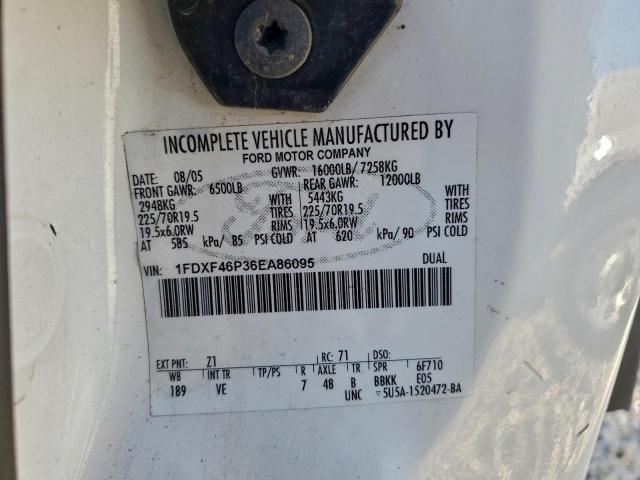 INCOMPLETE VEHICLE MANUFACTURED BY
FORD MOTOR COMPANY
DATE: 08/05 GVWR: 16000LB/ 7258KG
FRONT GAWR: 6500LB REAR GAWR: 12000LB
2948KG WITH 5443KG WITH
225/70R19.5 TIRES 225/70R19.5 TIRES
19.5x6.0RW RIMS 19.5x6.0RW RIMS
AT 585 kPa/ 85 PSI COLD AT 620 kPa/ 90 PSI COLD
VIN: 1FDXF46P36EA86095 DUAL
EXT PNT: Z1 RC: 71 DSO:
WB INT TR TP/PS R AXLE TR SPR 6F710
189 VE 7 48 B BBKK E05
UNC 5U5A-1520472-BA